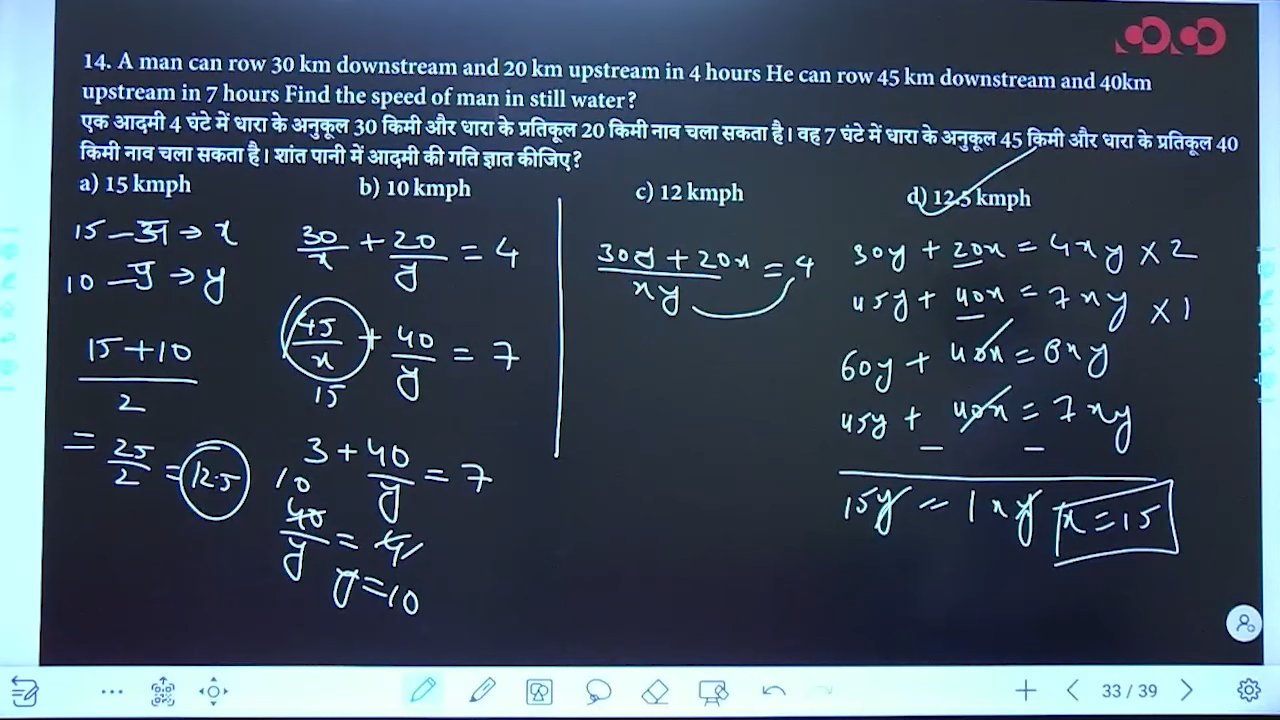 14. A man can row 30 km downstream and 20 km upstream in 4 hours He can row 45 km downstream and 40km
upstream in 7 hours Find the speed of man in still water?
एक आदमी 4 घंटे में धारा के अनुकूल 30 किमी और धारा के प्रतिकूल 20 किमी नाव चला सकता है। वह 7 घंटे में धारा के अनुकूल 45 किमी और धारा के प्रतिकूल 40
किमी नाव चला सकता है। शांत पानी में आदमी की गति ज्ञात कीजिए?
a) 15 kmph b) 10 kmph c) 12 kmph d) 12.5 kmph
15 – अ → x
10 – प्र → y
15+10
2
= 25/2 = 12.5
30/x + 20/y = 4
45/x + 40/y = 7
15
3 + 40/y = 7
10
40/y = 4
y = 10
30y + 20x = 4
xy
30y + 20x = 4xy × 2
45y + 40x = 7xy × 1
60y + 40x = 8xy
45y + 40x = 7xy
– –
15y = 1xy x = 15
33 / 39